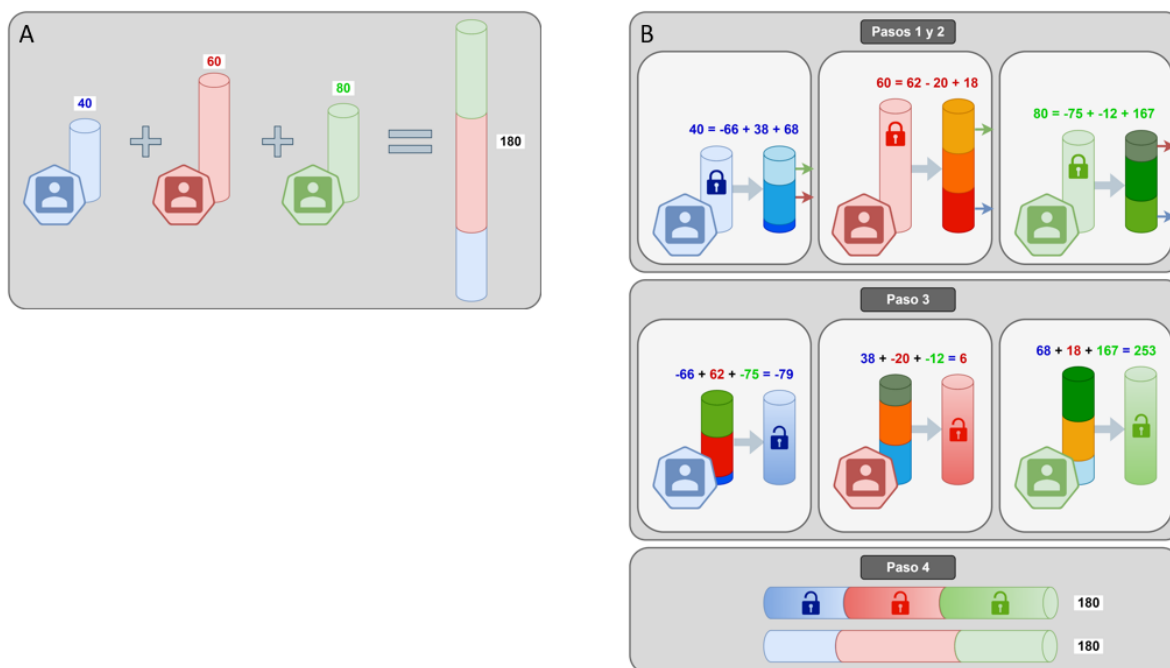 A
40
60
80
180
B
Pasos 1 y 2
40 = -66 + 38 + 68
60 = 62 - 20 + 18
80 = -75 + -12 + 167
Paso 3
-66 + 62 + -75 = -79
38 + -20 + -12 = 6
68 + 18 + 167 = 253
Paso 4
180
180